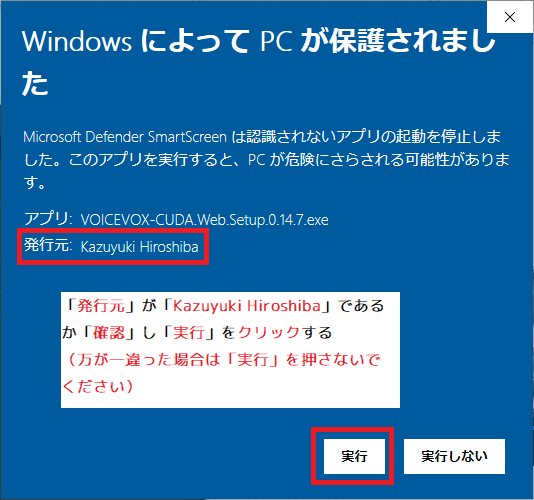 Windows によって PC が保護されまし
た
Microsoft Defender SmartScreen は認識されないアプリの起動を停止しま
した。このアプリを実行すると、PC が危険にさらされる可能性がありま
す。
アプリ: VOICEVOX-CUDA.Web.Setup.0.14.7.exe
発行元: Kazuyuki Hiroshiba
「発行元」が「Kazuyuki Hiroshiba」である
か「確認」し「実行」をクリックする
（万が一違った場合は「実行」を押さないで
ください）
実行
実行しない